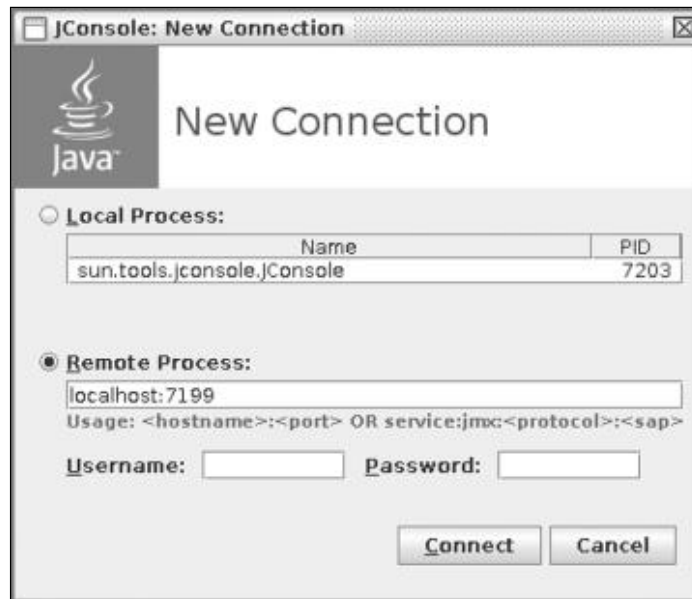 JConsole: New Connection
Java™
New Connection
Local Process:
Name PID
sun.tools.jconsole.JConsole 7203
Remote Process:
localhost:7199
Usage: <hostname>:<port> OR service:jmx:<protocol>:<sap>
Username: Password:
Connect Cancel